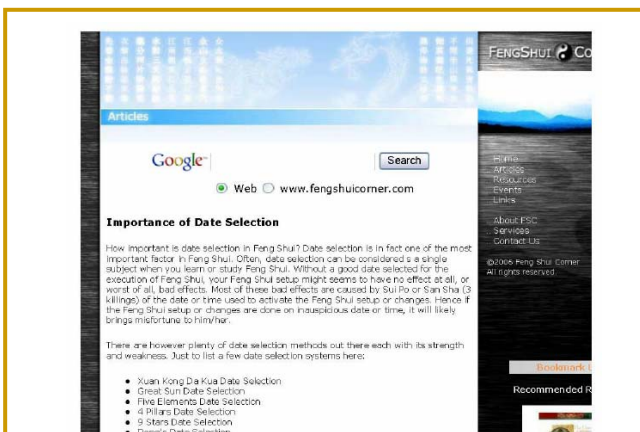 FENGSHUI CO
Articles
Google
Search
Web www.fengshuicorner.com
Home
Articles
Resources
Events
Links
About FSC
Services
Contact Us
©2006 Feng Shui Corner
All rights reserved.
Importance of Date Selection
How important is date selection in Feng Shui? Date selection is in fact one of the most
important factor in Feng Shui. Often, date selection can be considered s a single
subject when you learn or study Feng Shui. Without a good date selected for the
execution of Feng Shui, your Feng Shui setup might seems to have no effect at all, or
worst of all, bad effects. Most of these bad effects are caused by Sui Po or San Sha (3
killings) of the date or time used to activate the Feng Shui setup or changes. Hence if
the Feng Shui setup or changes are done on inauspicious date or time, it will likely
brings misfortune to him/her.
There are however plenty of date selection methods out there each with its strength
and weakness. Just to list a few date selection systems here:
Xuan Kong Da Kua Date Selection
Great Sun Date Selection
Five Elements Date Selection
4 Pillars Date Selection
9 Stars Date Selection
Date Selection
Bookmark
Recommended R